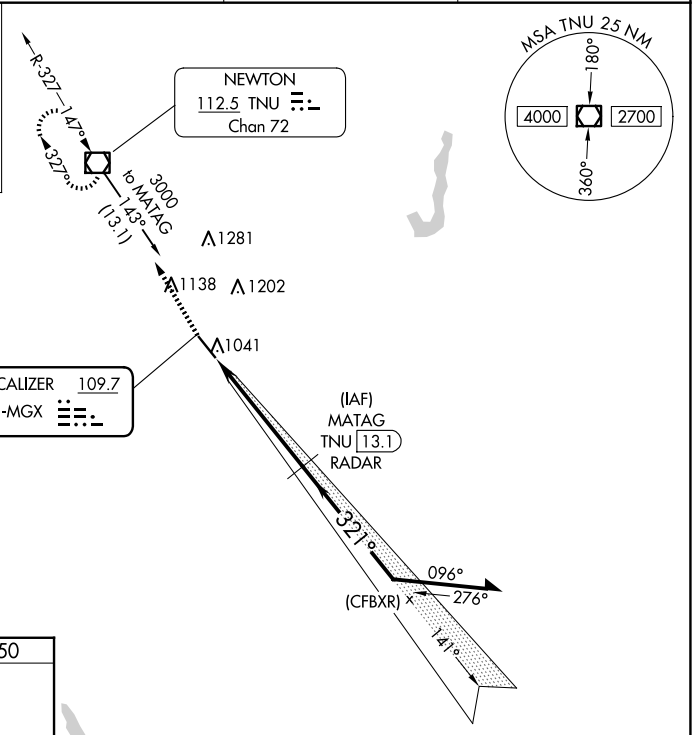 MSA TNU 25 NM
180°
4000
2700
360°
R-327
147°
327°
NEWTON
112.5 TNU
Chan 72
3000
to MATAG
143°
(13.1)
1281
1138
1202
1041
CALIZER 109.7
-MGX
(IAF)
MATAG
TNU 13.1
RADAR
321°
096°
276°
(CFBXR) x
141°
50